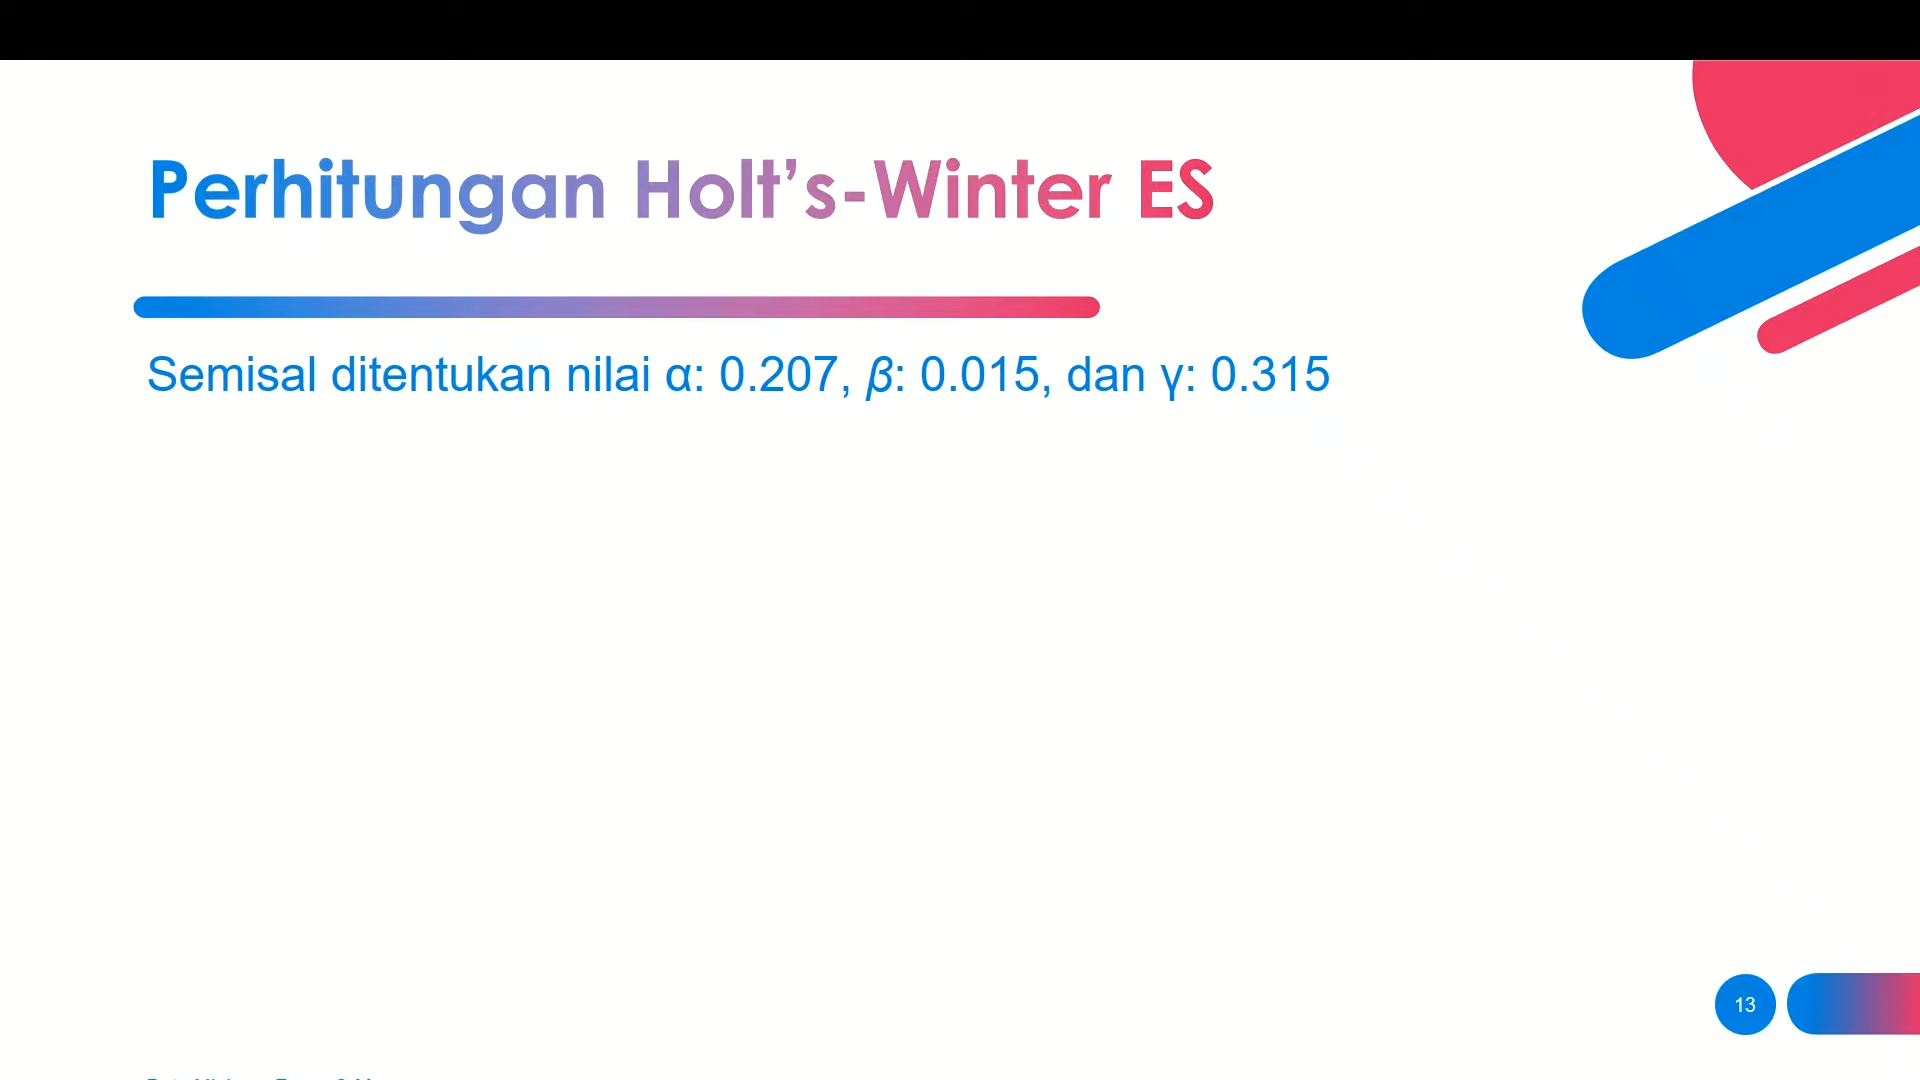 Perhitungan Holt’s-Winter ES
Semisal ditentukan nilai α: 0.207, β: 0.015, dan γ: 0.315
13